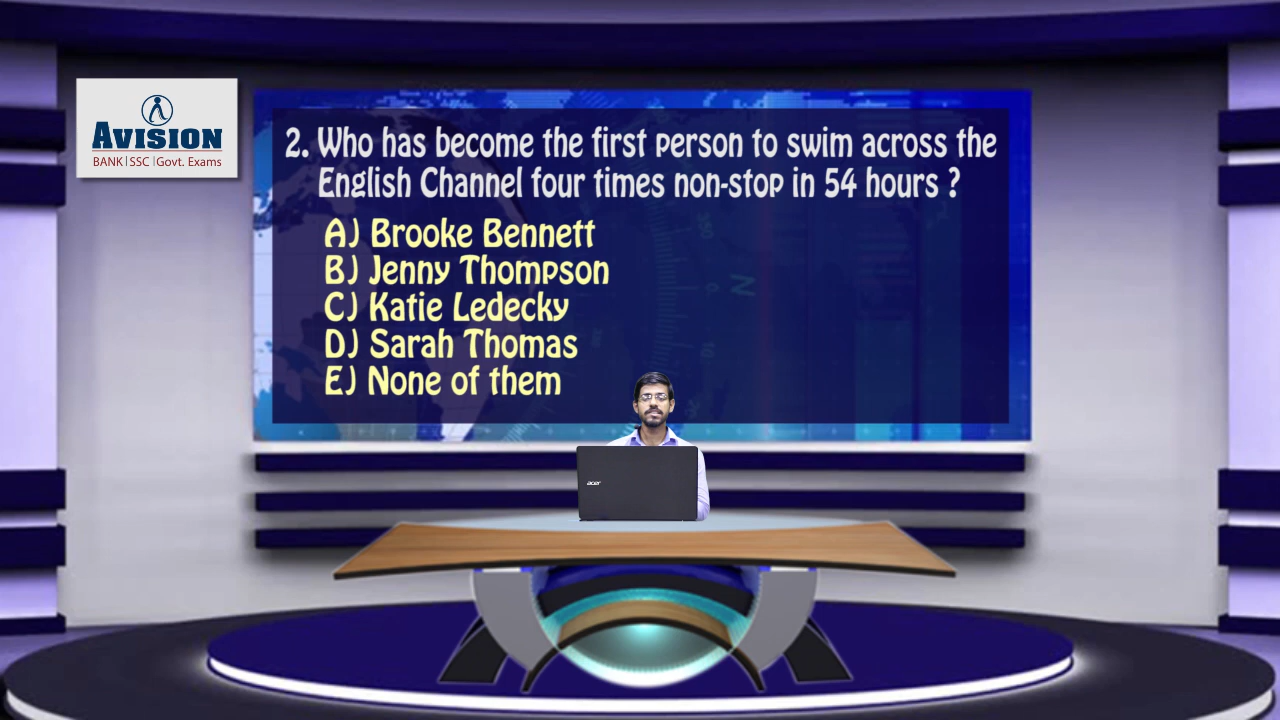 AVISION
BANK|SSC|Govt. Exams
2. Who has become the first person to swim across the
English Channel four times non-stop in 54 hours ?
A) Brooke Bennett
B) Jenny Thompson
C) Katie Ledecky
D) Sarah Thomas
E) None of them
acer